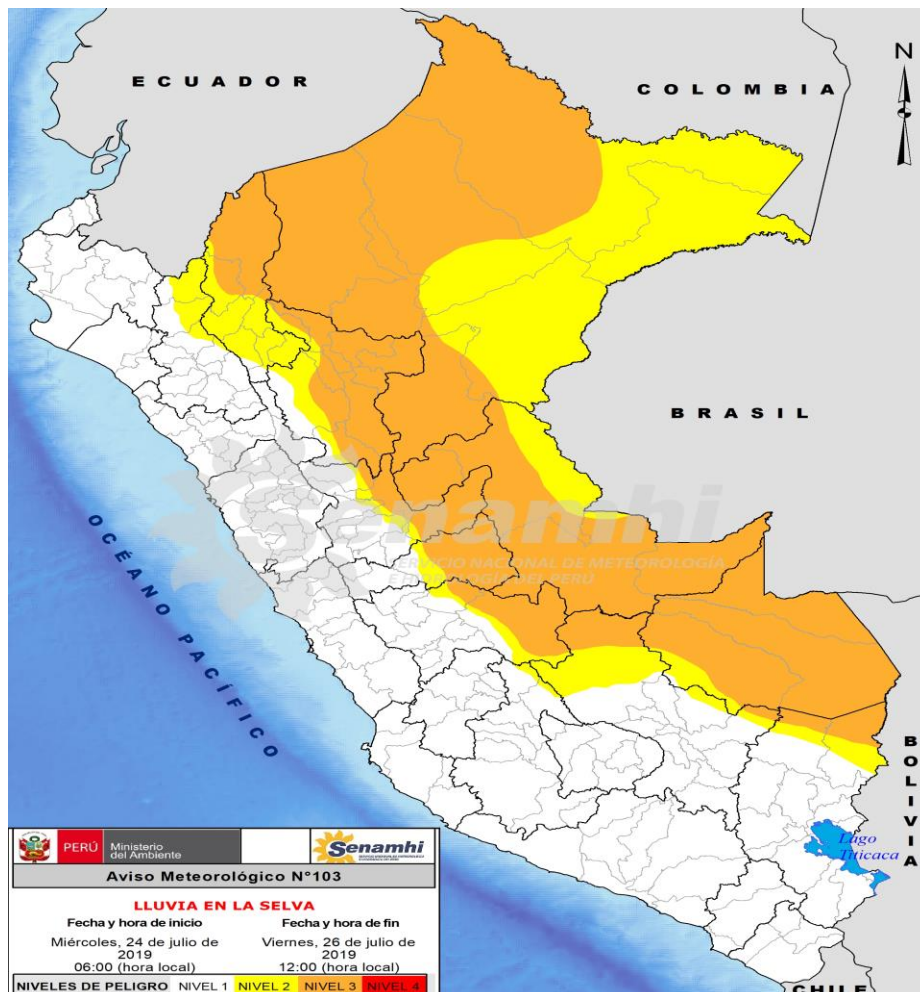 N
ECUADOR
COLOMBIA
BRASIL
Senamhi
SERVICIO NACIONAL DE METEOROLOGÍA
E HIDROLOGÍA DEL PERÚ
OCÉANO PACÍFICO
BOLIVIA
Lago
Titicaca
CHILE
PERÚ
Ministerio
del Ambiente
Senamhi
Aviso Meteorológico N°103
LLUVIA EN LA SELVA
Fecha y hora de inicio Fecha y hora de fin
Miércoles, 24 de julio de Viernes, 26 de julio de
2019 2019
06:00 (hora local) 12:00 (hora local)
NIVELES DE PELIGRO NIVEL 1 NIVEL 2 NIVEL 3 NIVEL 4